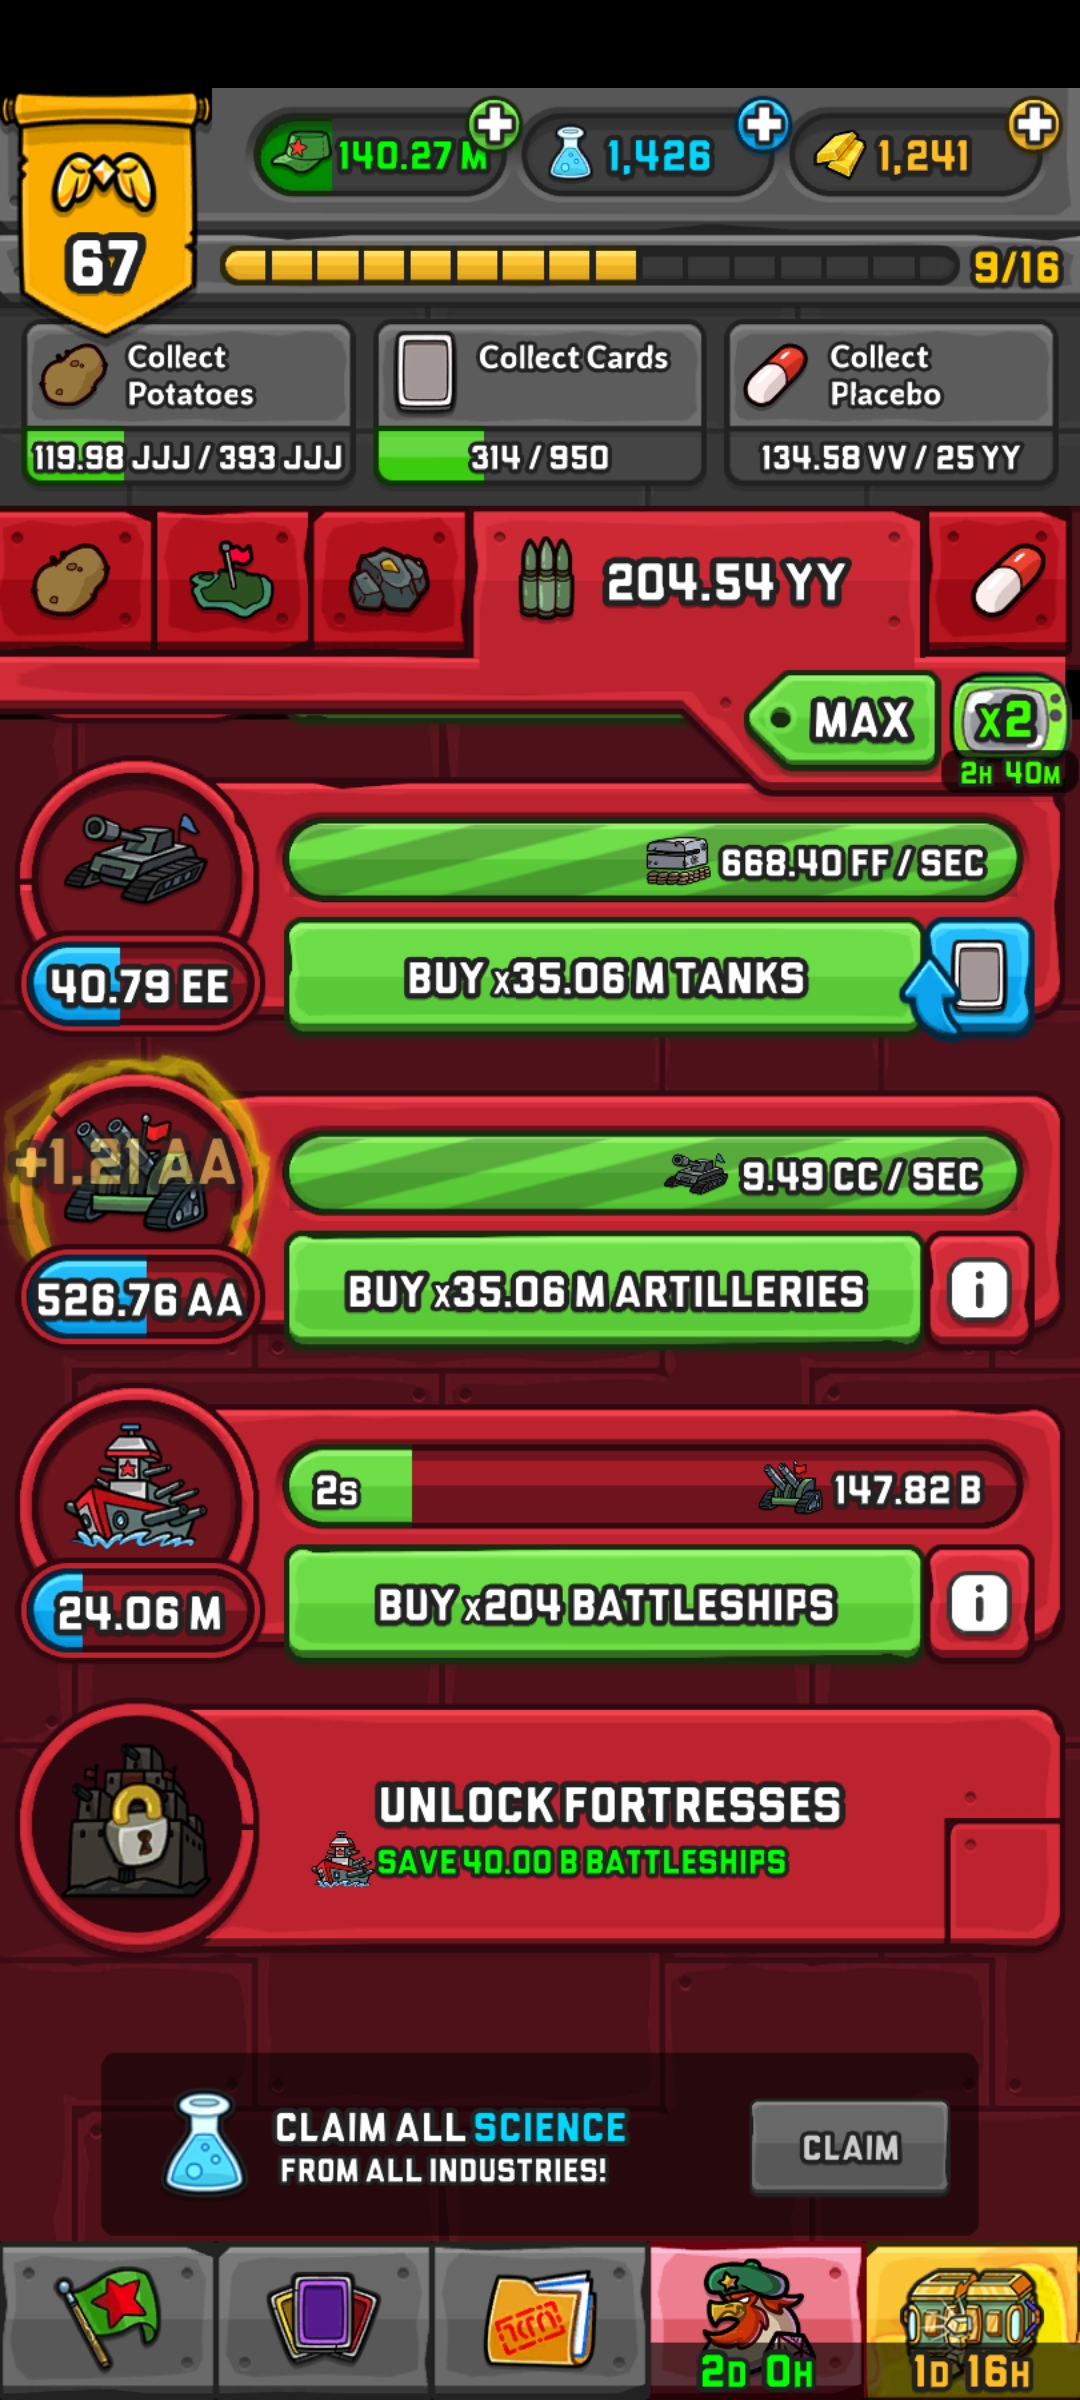 67
140.27 M
1,426
1,241
9/16
Collect
Potatoes
119.98 JJJ / 393 JJJ
Collect Cards
314 / 950
Collect
Placebo
134.58 VV / 25 YY
204.54 YY
MAX
x2
2H 40M
668.40 FF / SEC
40.79 EE
BUY x35.06 M TANKS
+1.21 AA
9.49 CC / SEC
526.76 AA
BUY x35.06 M ARTILLERIES
i
2s
147.82 B
24.06 M
BUY x204 BATTLESHIPS
i
UNLOCK FORTRESSES
SAVE 40.00 B BATTLESHIPS
CLAIM ALL SCIENCE
FROM ALL INDUSTRIES!
CLAIM
2D 0H
1D 16H